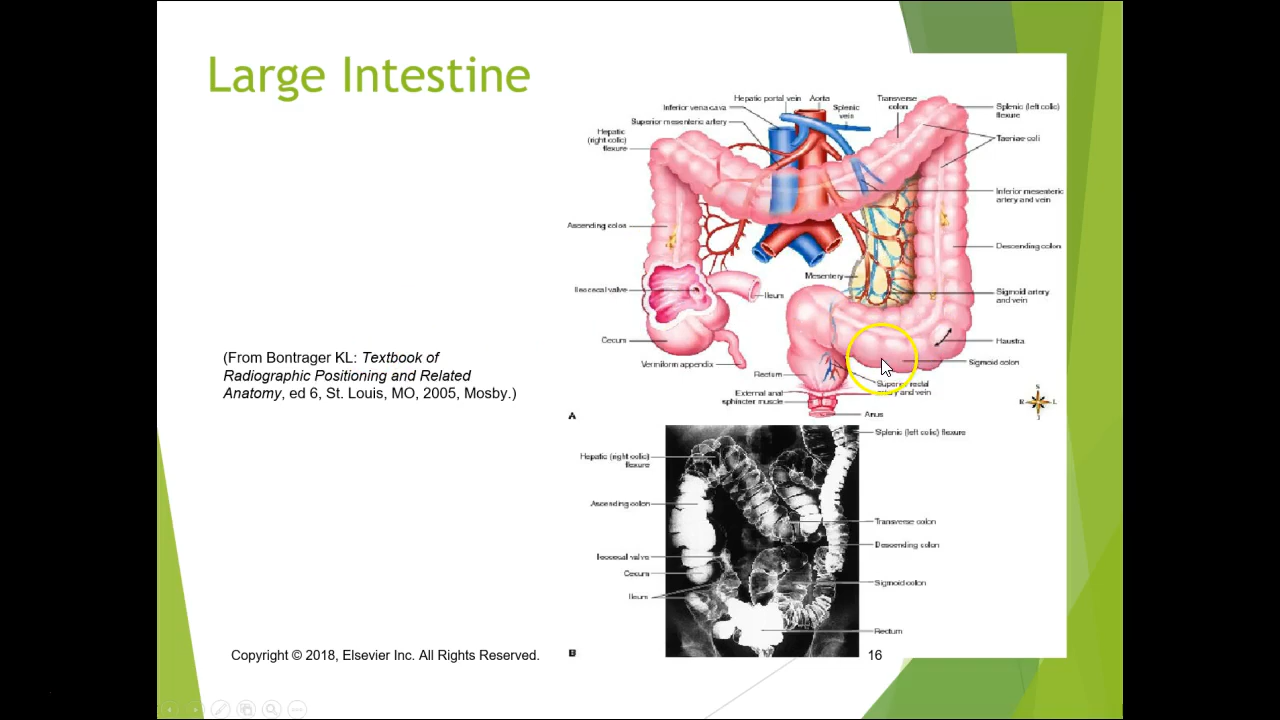 Large Intestine
Hepatic portal vein
Aorta
Transverse
colon
Splenic (left colic)
flexure
Inferior vena cava
Splenic
vein
Superior mesenteric artery
Hepatic
(right colic)
flexure
Taeniae coli
Inferior mesenteric
artery and vein
Ascending colon
Descending colon
Mesentery
Ileocecal valve
Ileum
Sigmoid artery
and vein
Cecum
Haustra
Vermiform appendix
Sigmoid colon
Rectum
Superior rectal
artery and vein
External anal
sphincter muscle
Anus
S
R
L
I
A
(From Bontrager KL: Textbook of
Radiographic Positioning and Related
Anatomy, ed 6, St. Louis, MO, 2005, Mosby.)
Splenic (left colic) flexure
Hepatic (right colic)
flexure
Ascending colon
Transverse colon
Descending colon
Ileocecal valve
Cecum
Sigmoid colon
Ileum
Rectum
B
Copyright © 2018, Elsevier Inc. All Rights Reserved.
16